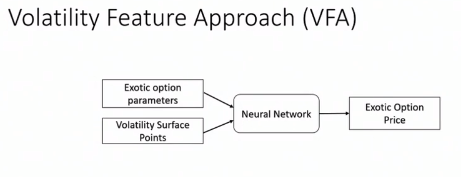 Volatility Feature Approach (VFA)
Exotic option
parameters
Volatility Surface
Points
Neural Network
Exotic Option
Price